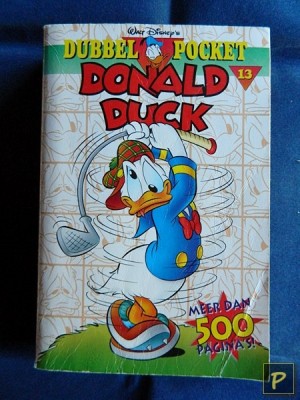 Walt Disney's
DUBBEL POCKET
DONALD
13
DUCK
MEER DAN
500
PAGINA'S!
P